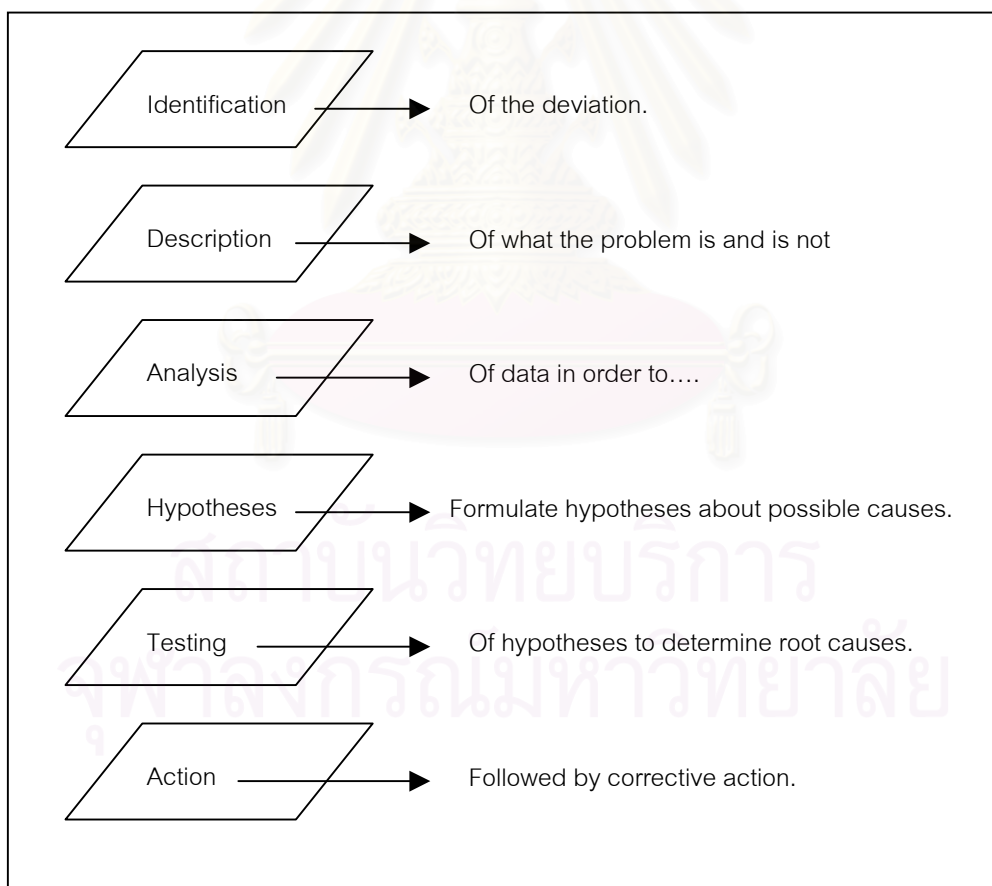 Identification Of the deviation.
Description Of what the problem is and is not
Analysis Of data in order to….
Hypotheses Formulate hypotheses about possible causes.
สถาบันวิทยบริการ
Testing Of hypotheses to determine root causes.
จุฬาลงกรณ์มหาวิทยาลัย
Action Followed by corrective action.